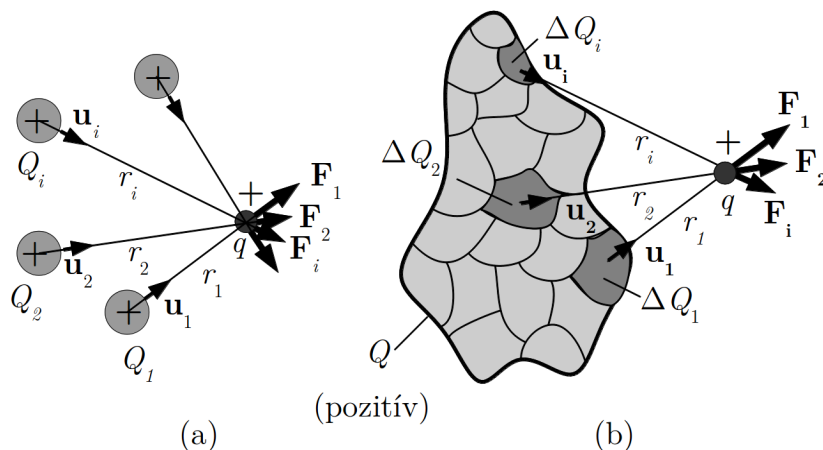 +
+
u_i
Q_i
r_i
+
F_1
F_2
F_i
q
+
u_2
r_2
Q_2
r_1
+
u_1
Q_1
(a)
ΔQ_i
u_i
ΔQ_2
r_i
+
F_1
F_2
F_i
q
u_2
r_2
r_1
u_1
ΔQ_1
Q
(pozitív)
(b)